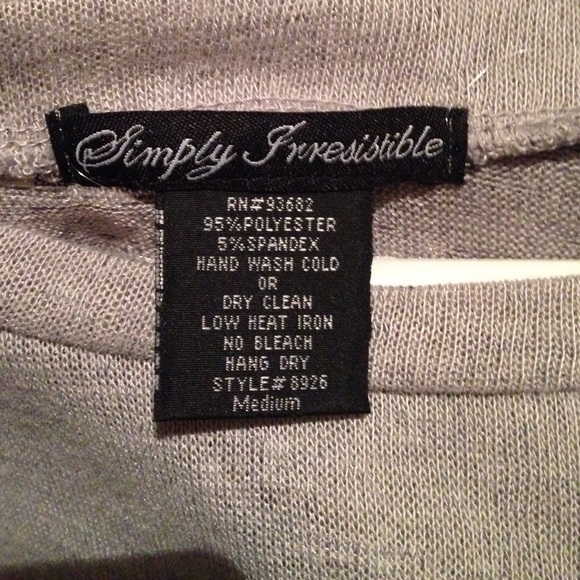 Simply Irresistible
RN#93682
95%POLYESTER
5%SPANDEX
HAND WASH COLD
OR
DRY CLEAN
LOW HEAT IRON
NO BLEACH
HANG DRY
STYLE#8926
Medium